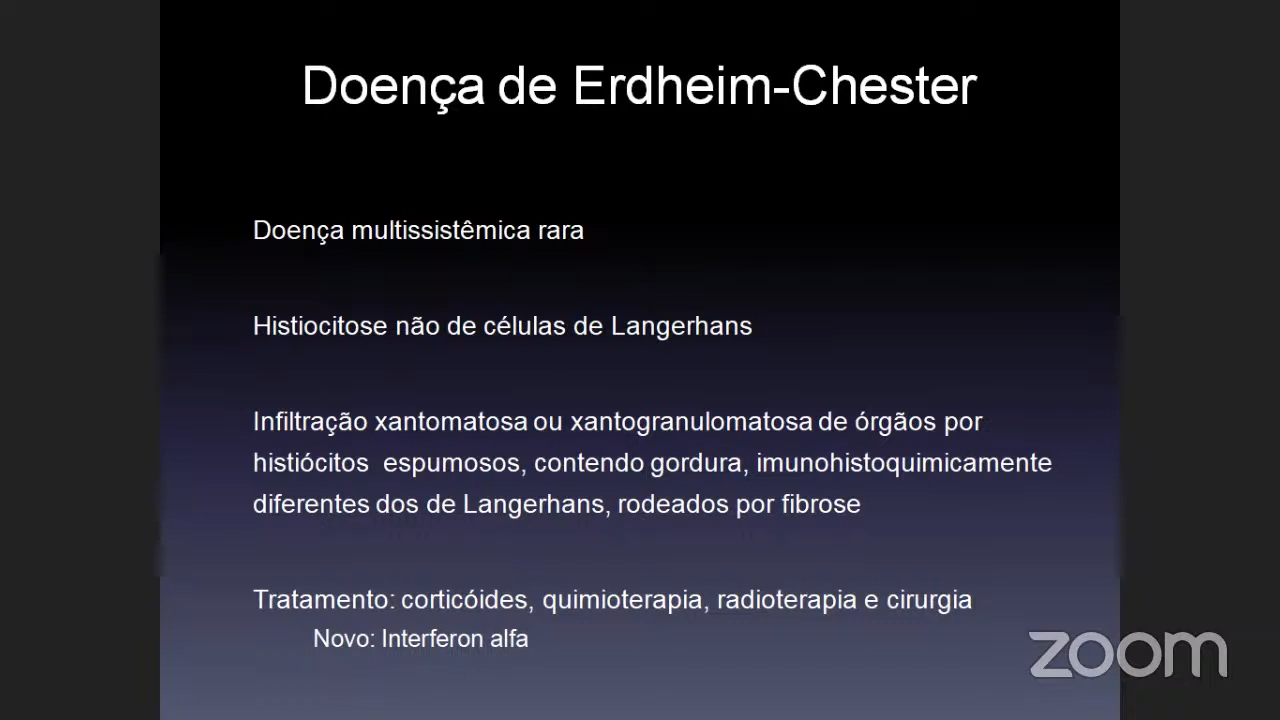 Doença de Erdheim-Chester
Doença multissistêmica rara
Histiocitose não de células de Langerhans
Infiltração xantomatosa ou xantogranulomatosa de órgãos por
histiócitos espumosos, contendo gordura, imunohistoquimicamente
diferentes dos de Langerhans, rodeados por fibrose
Tratamento: corticóides, quimioterapia, radioterapia e cirurgia
Novo: Interferon alfa
zoom